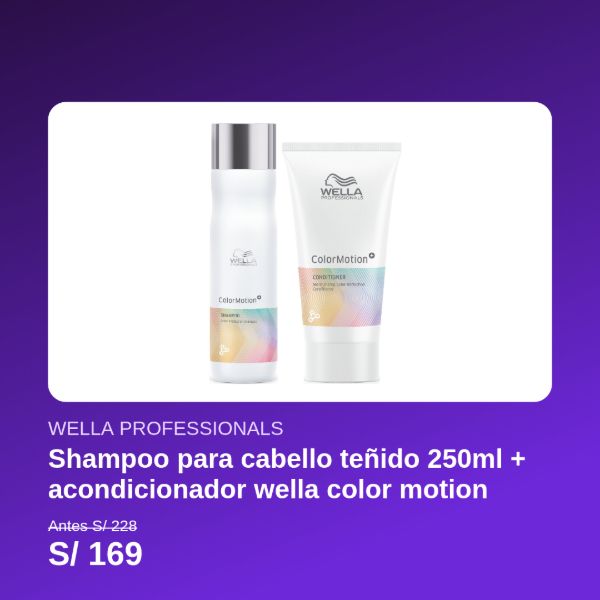 WELLA
PROFESSIONALS
ColorMotion+
CONDITIONER
WELLA
ColorMotion+
SHAMPOO
WELLA PROFESSIONALS
Shampoo para cabello teñido 250ml +
acondicionador wella color motion
Antes S/ 228
S/ 169